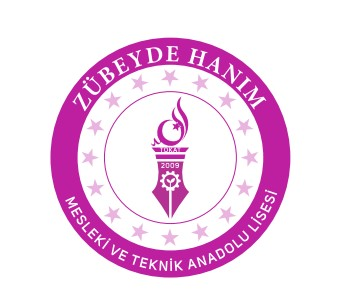 ZÜBEYDE HANIM
TOKAT
2009
MESLEKİ VE TEKNİK ANADOLU LİSESİ